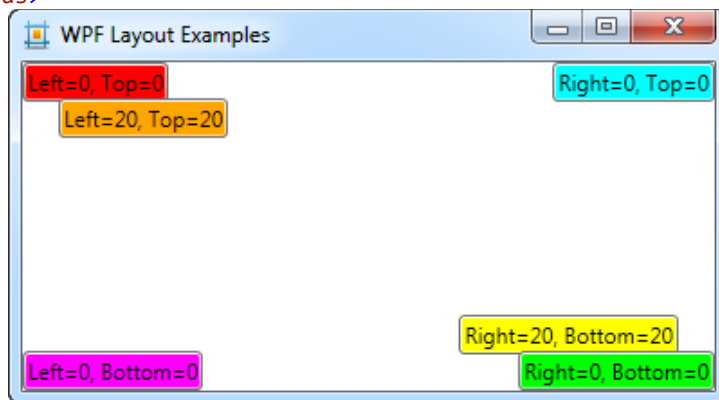 WPF Layout Examples
Left=0, Top=0
Right=0, Top=0
Left=20, Top=20
Right=20, Bottom=20
Left=0, Bottom=0
Right=0, Bottom=0